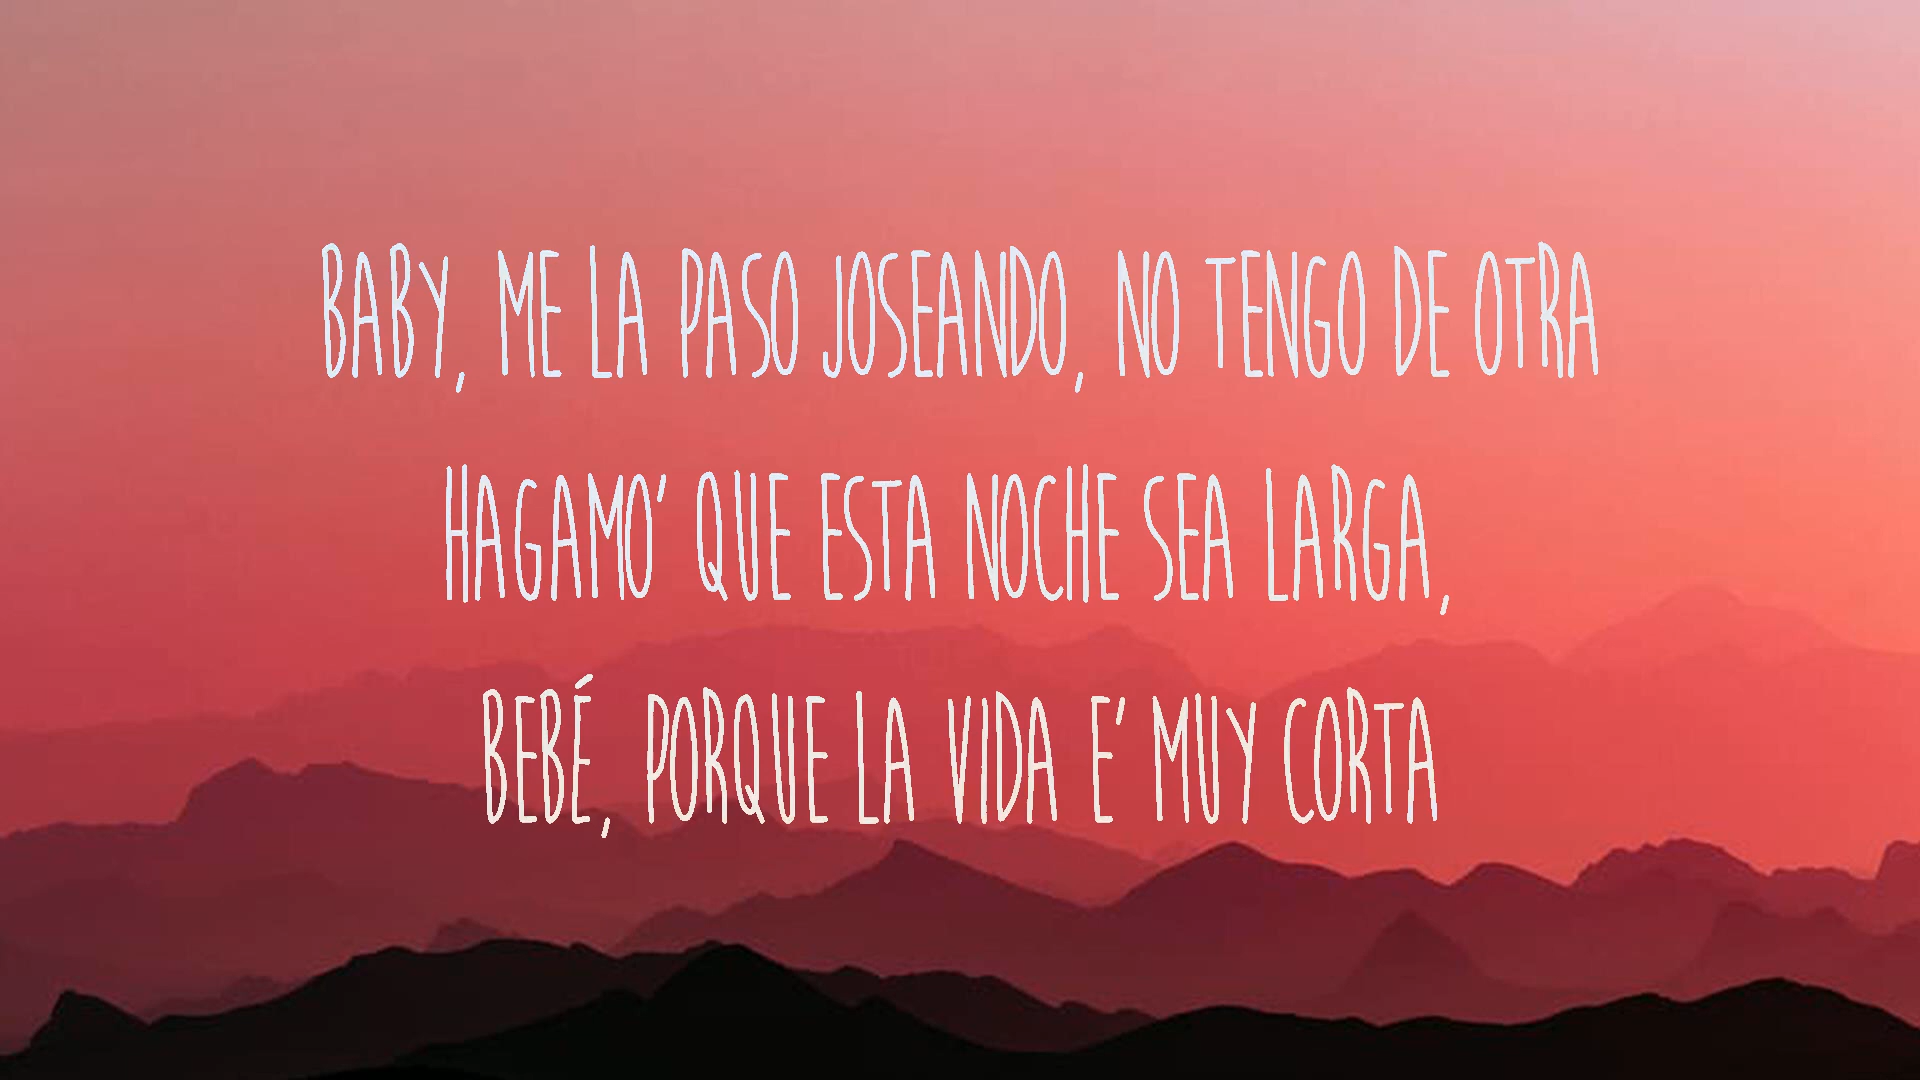 BABY, ME LA PASO JOSEANDO, NO TENGO DE OTRA
HAGAMO' QUE ESTA NOCHE SEA LARGA,
BEBÉ, PORQUE LA VIDA E' MUY CORTA